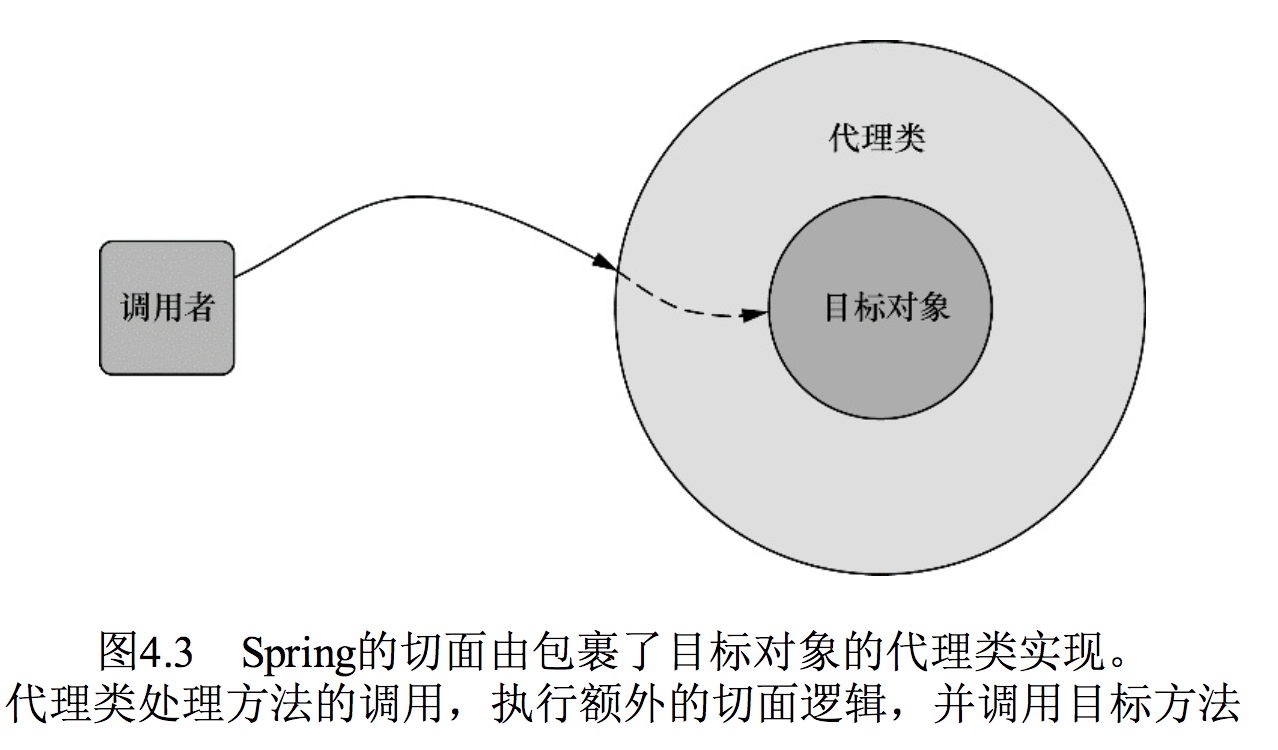 代理类
调用者
目标对象
图4.3 Spring的切面由包裹了目标对象的代理类实现。
代理类处理方法的调用，执行额外的切面逻辑，并调用目标方法